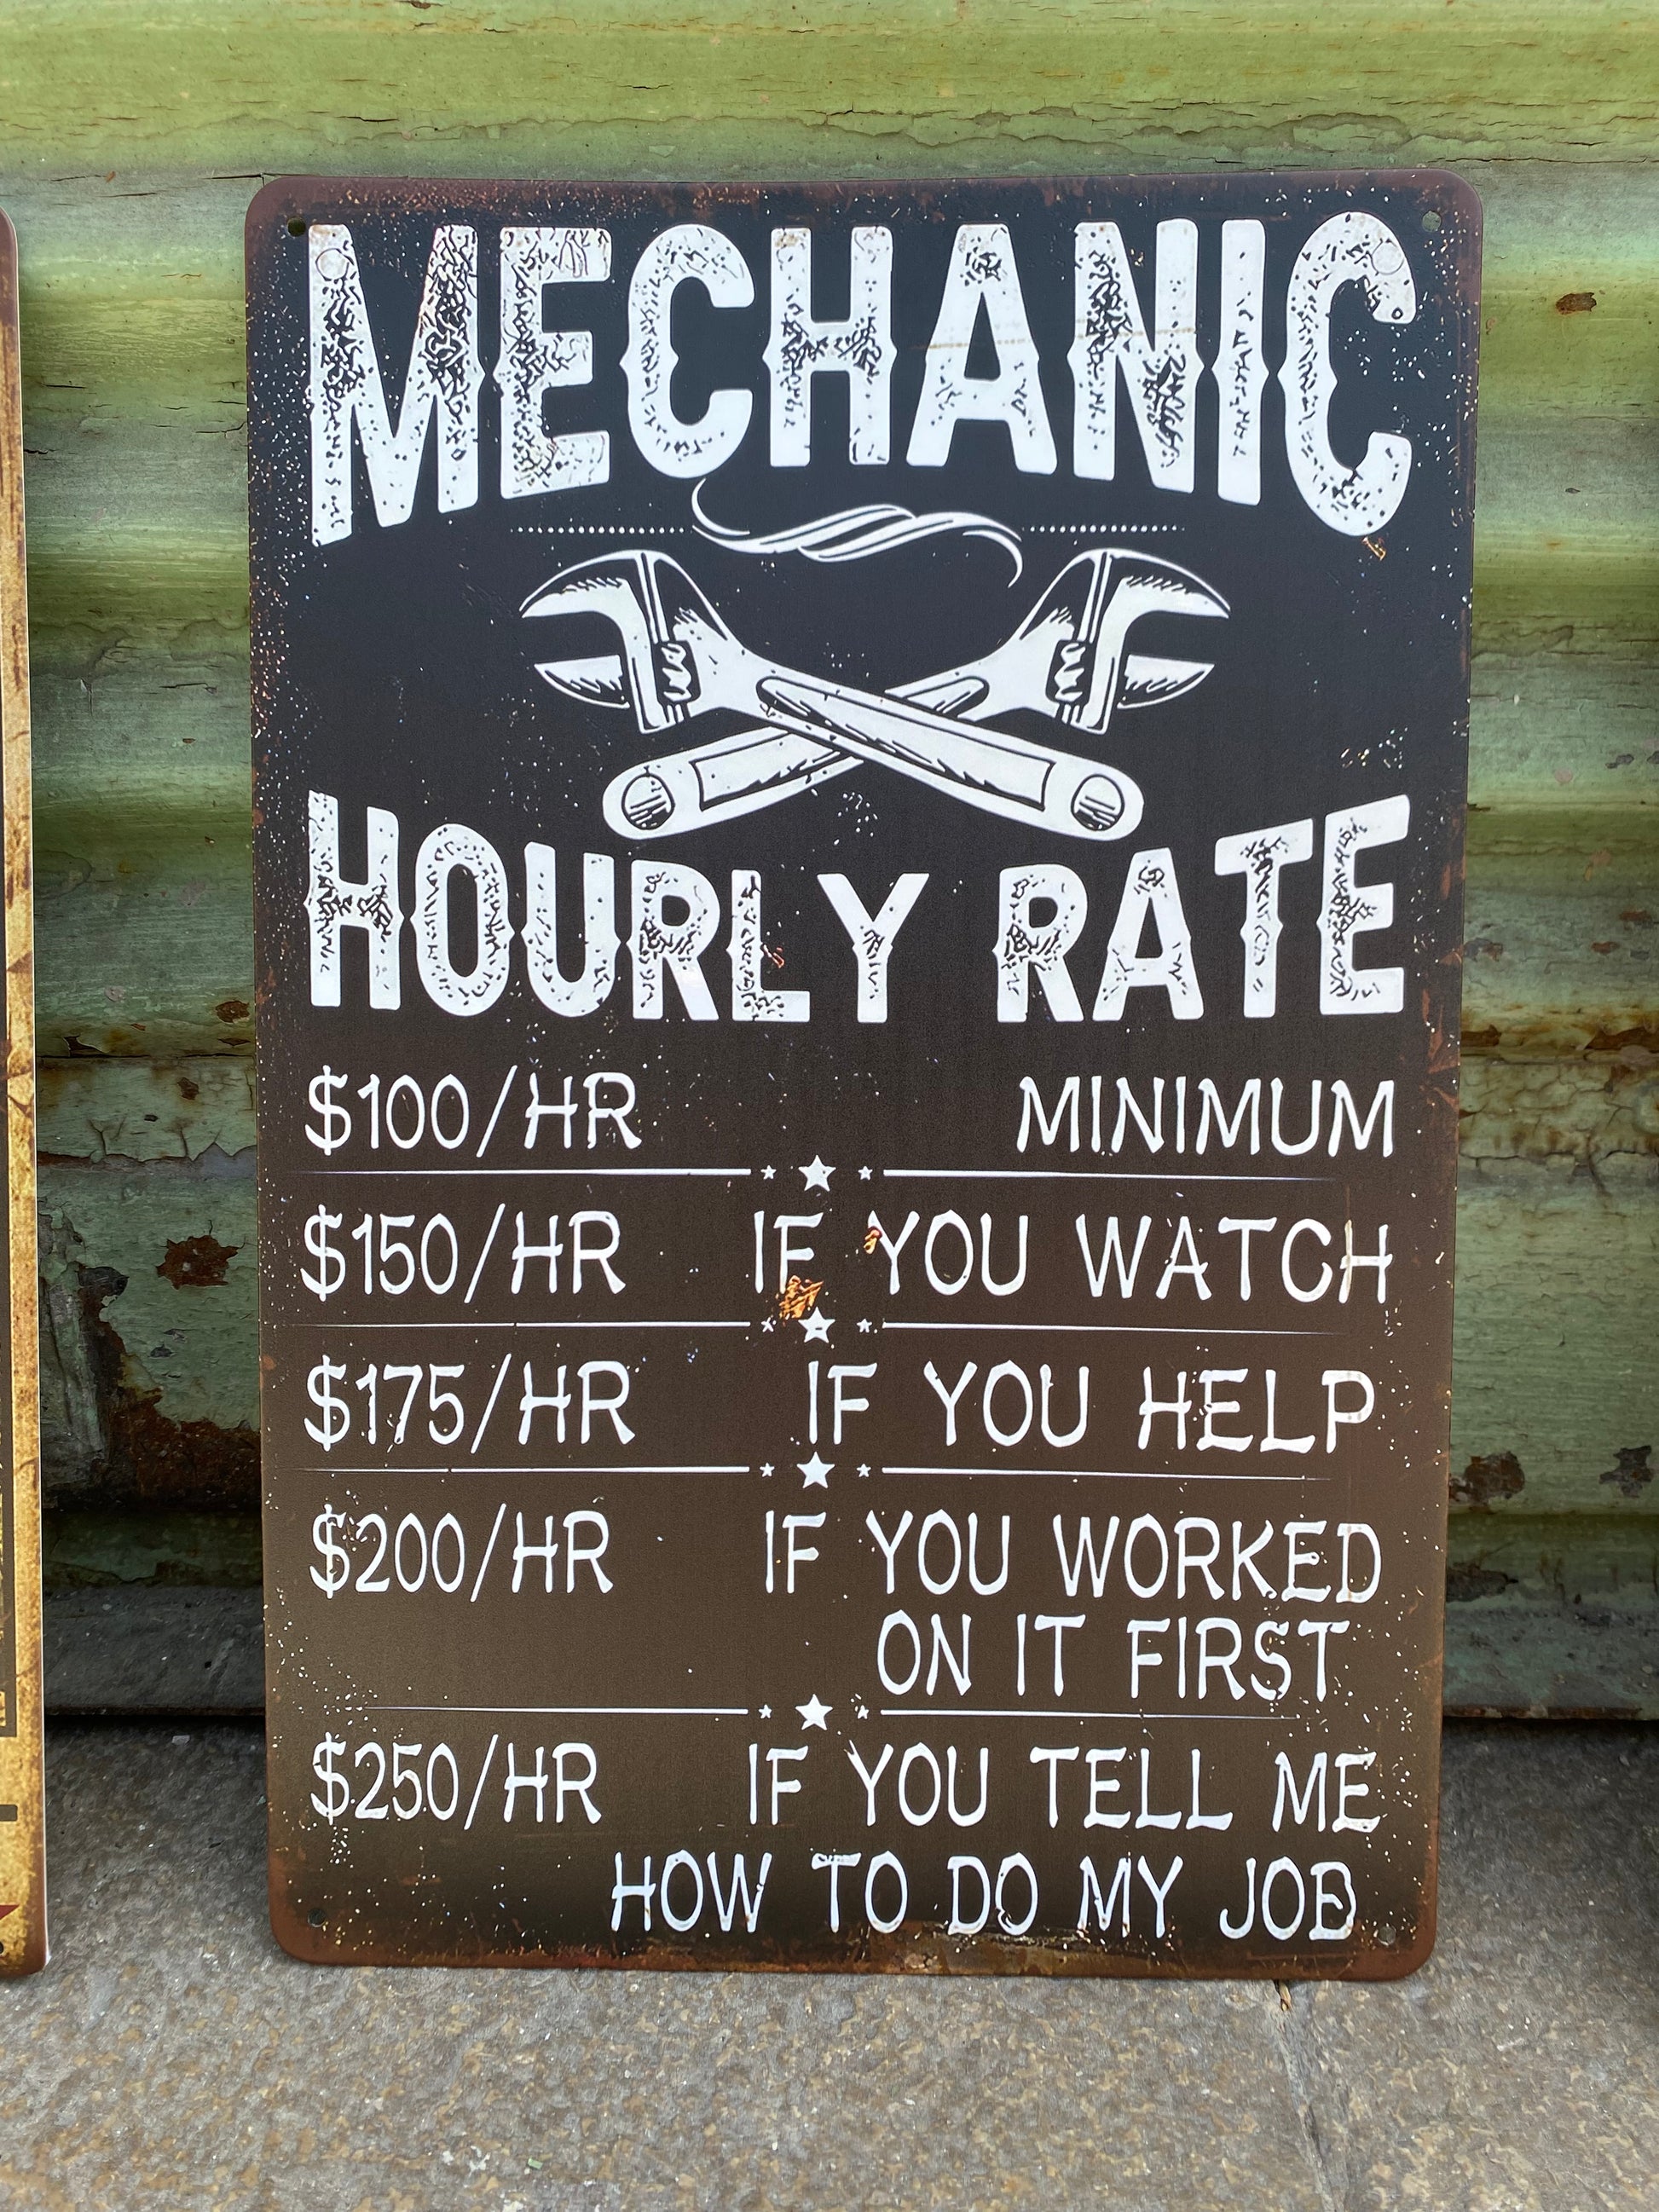 MECHANIC
HOURLY RATE
$100/HR MINIMUM
$150/HR IF YOU WATCH
$175/HR IF YOU HELP
$200/HR IF YOU WORKED
ON IT FIRST
$250/HR IF YOU TELL ME
HOW TO DO MY JOB